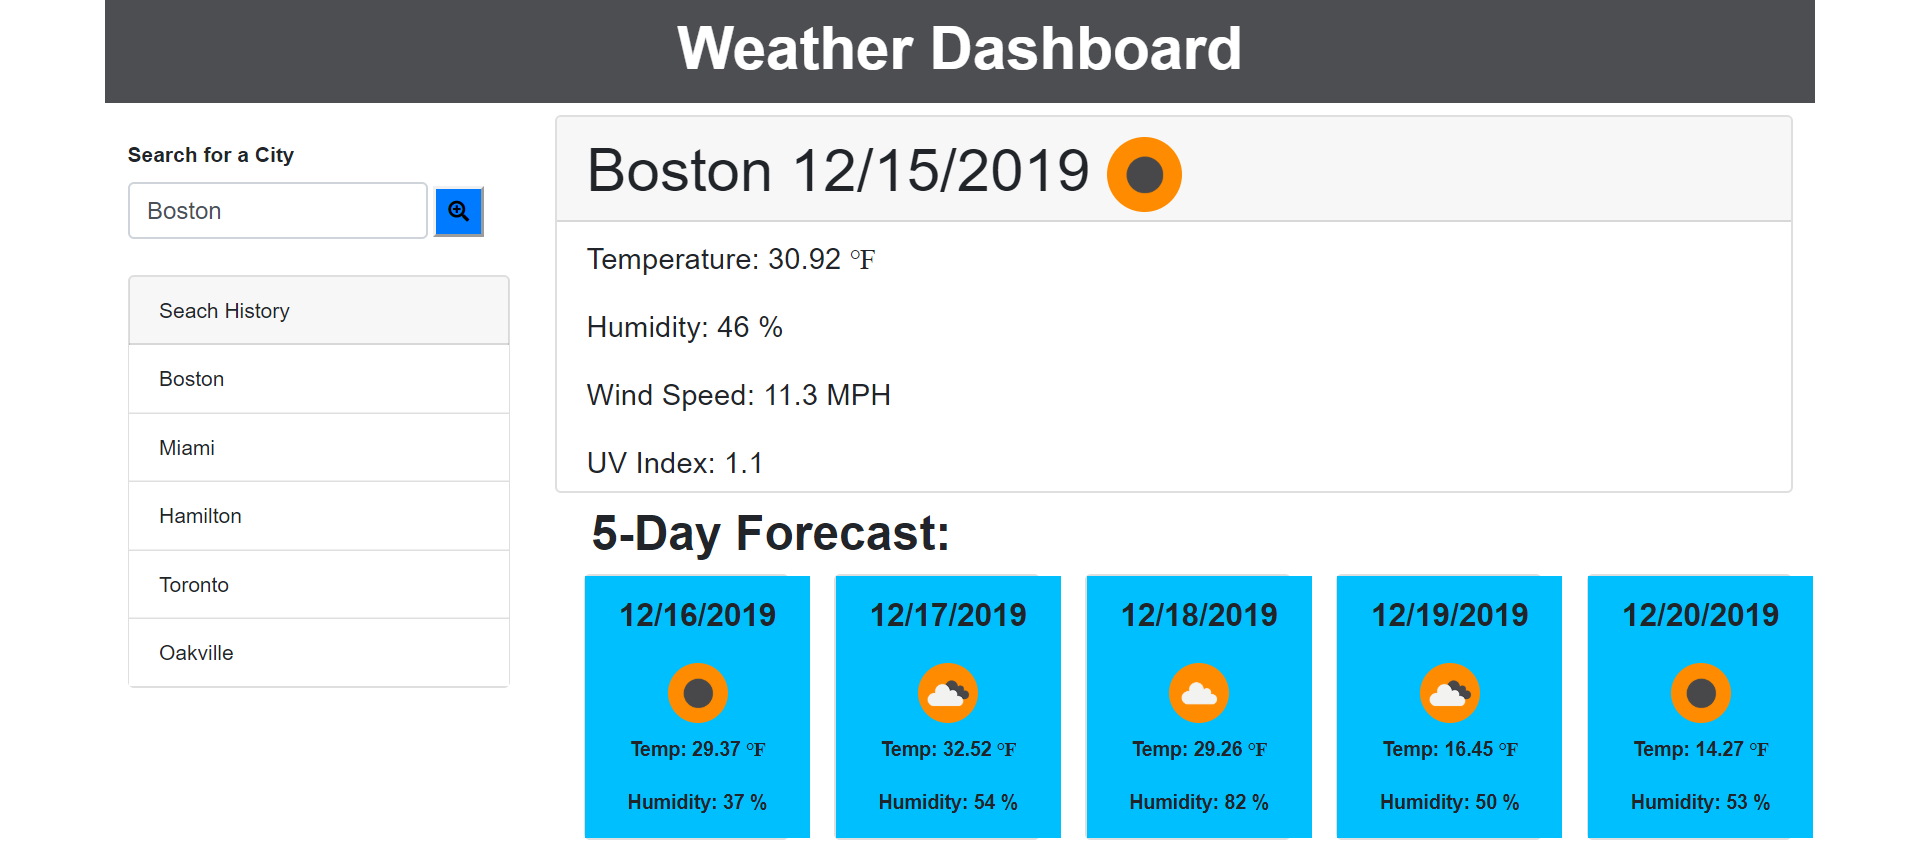 Weather Dashboard
Search for a City
Boston
Seach History
Boston
Miami
Hamilton
Toronto
Oakville
Boston 12/15/2019
Temperature: 30.92 °F
Humidity: 46 %
Wind Speed: 11.3 MPH
UV Index: 1.1
5-Day Forecast:
12/16/2019
Temp: 29.37 °F
Humidity: 37 %
12/17/2019
Temp: 32.52 °F
Humidity: 54 %
12/18/2019
Temp: 29.26 °F
Humidity: 82 %
12/19/2019
Temp: 16.45 °F
Humidity: 50 %
12/20/2019
Temp: 14.27 °F
Humidity: 53 %